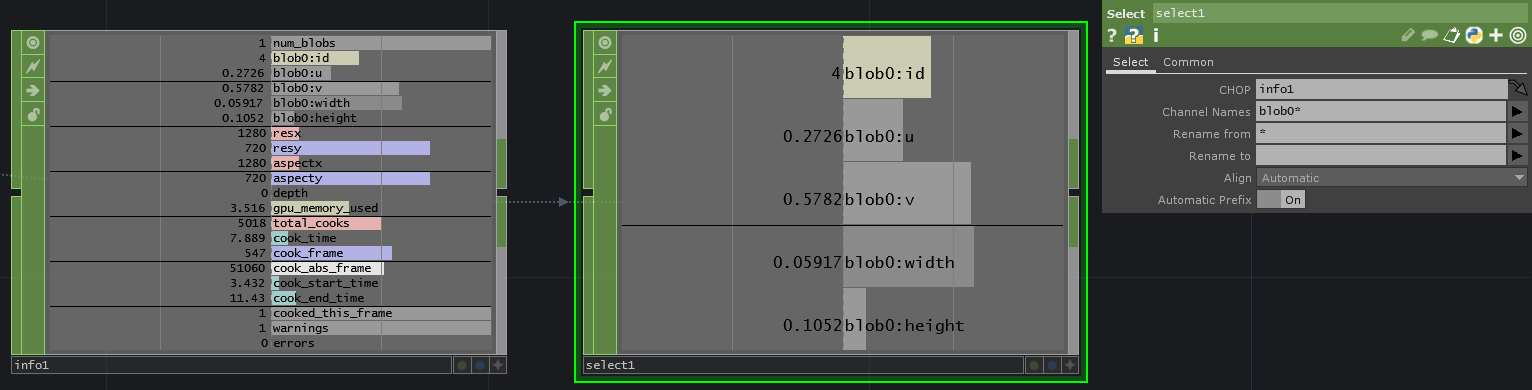 1 num_blobs
4 blob0:id
0.2726 blob0:u
0.5782 blob0:v
0.05917 blob0:width
0.1052 blob0:height
1280 resx
720 resy
1280 aspectx
720 aspecty
0 depth
3.516 gpu_memory_used
5018 total_cooks
7.889 cook_time
547 cook_frame
51060 cook_abs_frame
3.432 cook_start_time
11.43 cook_end_time
1 cooked_this_frame
1 warnings
0 errors
info1
4 blob0:id
0.2726 blob0:u
0.5782 blob0:v
0.05917 blob0:width
0.1052 blob0:height
select1
Select select1
? ? i
Select Common
CHOP info1
Channel Names blob0*
Rename from *
Rename to
Align Automatic
Automatic Prefix On